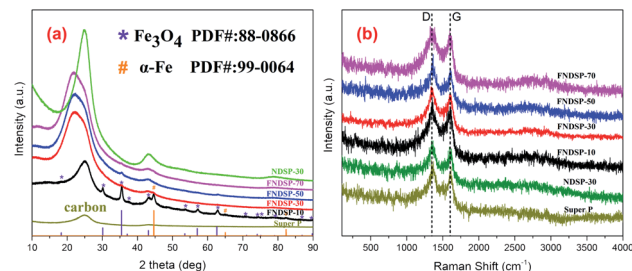 (a)
* Fe₃O₄ PDF#:88-0866
# α-Fe PDF#:99-0064
NDSP-30
FNDSP-70
FNDSP-50
FNDSP-30
FNDSP-10
carbon
Super P
Intensity (a.u.)
10 20 30 40 50 60 70 80 90
2 theta (deg)
(b)
D G
FNDSP-70
FNDSP-50
FNDSP-30
FNDSP-10
NDSP-30
Super P
Intensity (a.u.)
500 1000 1500 2000 2500 3000 3500 4000
Raman Shift (cm⁻¹)